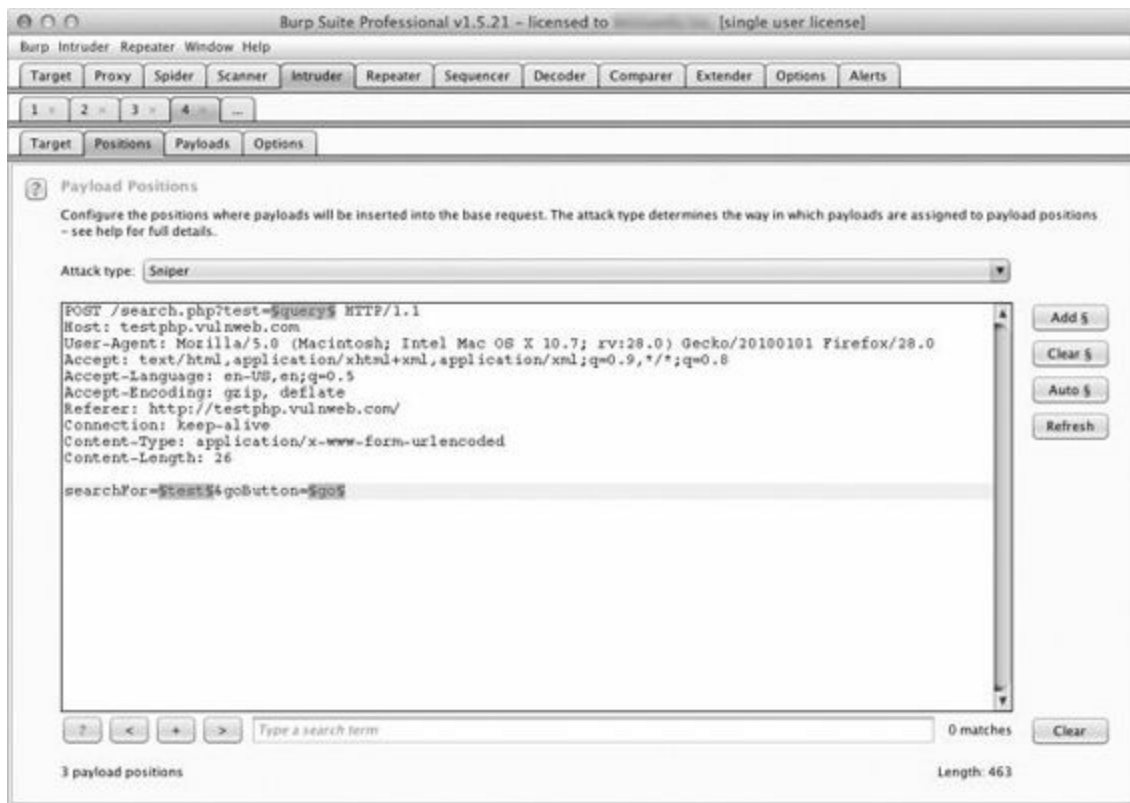 Burp Suite Professional v1.5.21 - licensed to [single user license]
Burp Intruder Repeater Window Help
Target Proxy Spider Scanner Intruder Repeater Sequencer Decoder Comparer Extender Options Alerts
1 × 2 × 3 × 4 × ...
Target Positions Payloads Options
? Payload Positions
Configure the positions where payloads will be inserted into the base request. The attack type determines the way in which payloads are assigned to payload positions
- see help for full details.
Attack type: Sniper
POST /search.php?test=§query§ HTTP/1.1
Host: testphp.vulnweb.com
User-Agent: Mozilla/5.0 (Macintosh; Intel Mac OS X 10.7; rv:28.0) Gecko/20100101 Firefox/28.0
Accept: text/html,application/xhtml+xml,application/xml;q=0.9,*/*;q=0.8
Accept-Language: en-US,en;q=0.5
Accept-Encoding: gzip, deflate
Referer: http://testphp.vulnweb.com/
Connection: keep-alive
Content-Type: application/x-www-form-urlencoded
Content-Length: 26
searchFor=§test§&goButton=§go§
Add §
Clear §
Auto §
Refresh
? < + > Type a search term 0 matches Clear
3 payload positions Length: 463